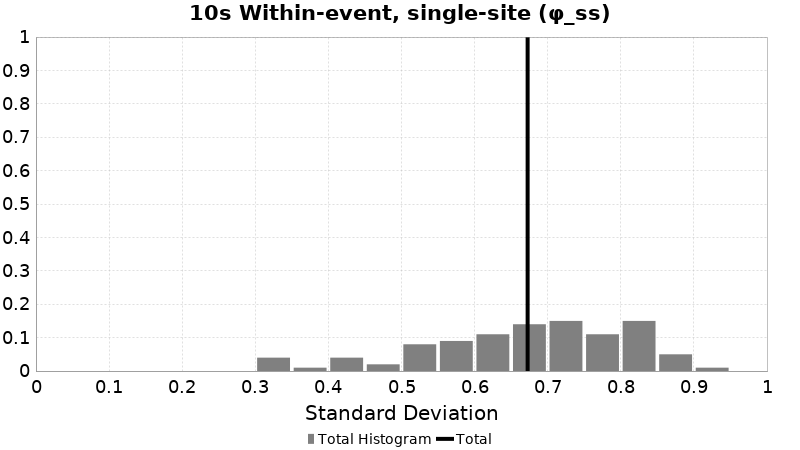 10s Within-event, single-site (φ_ss)
1
0.9
0.8
0.7
0.6
0.5
0.4
0.3
0.2
0.1
0
0 0.1 0.2 0.3 0.4 0.5 0.6 0.7 0.8 0.9 1
Standard Deviation
Total Histogram Total